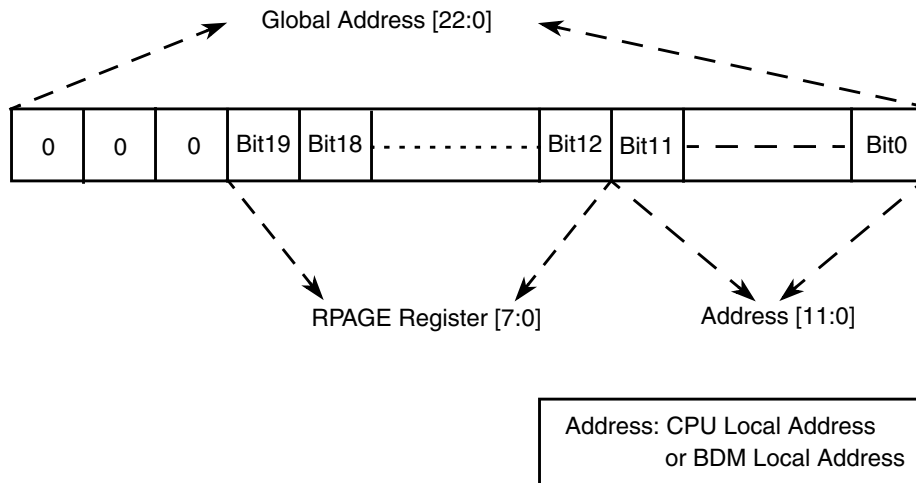 Global Address [22:0]
0 0 0 Bit19 Bit18 Bit12 Bit11 Bit0
RPAGE Register [7:0]
Address [11:0]
Address: CPU Local Address
or BDM Local Address